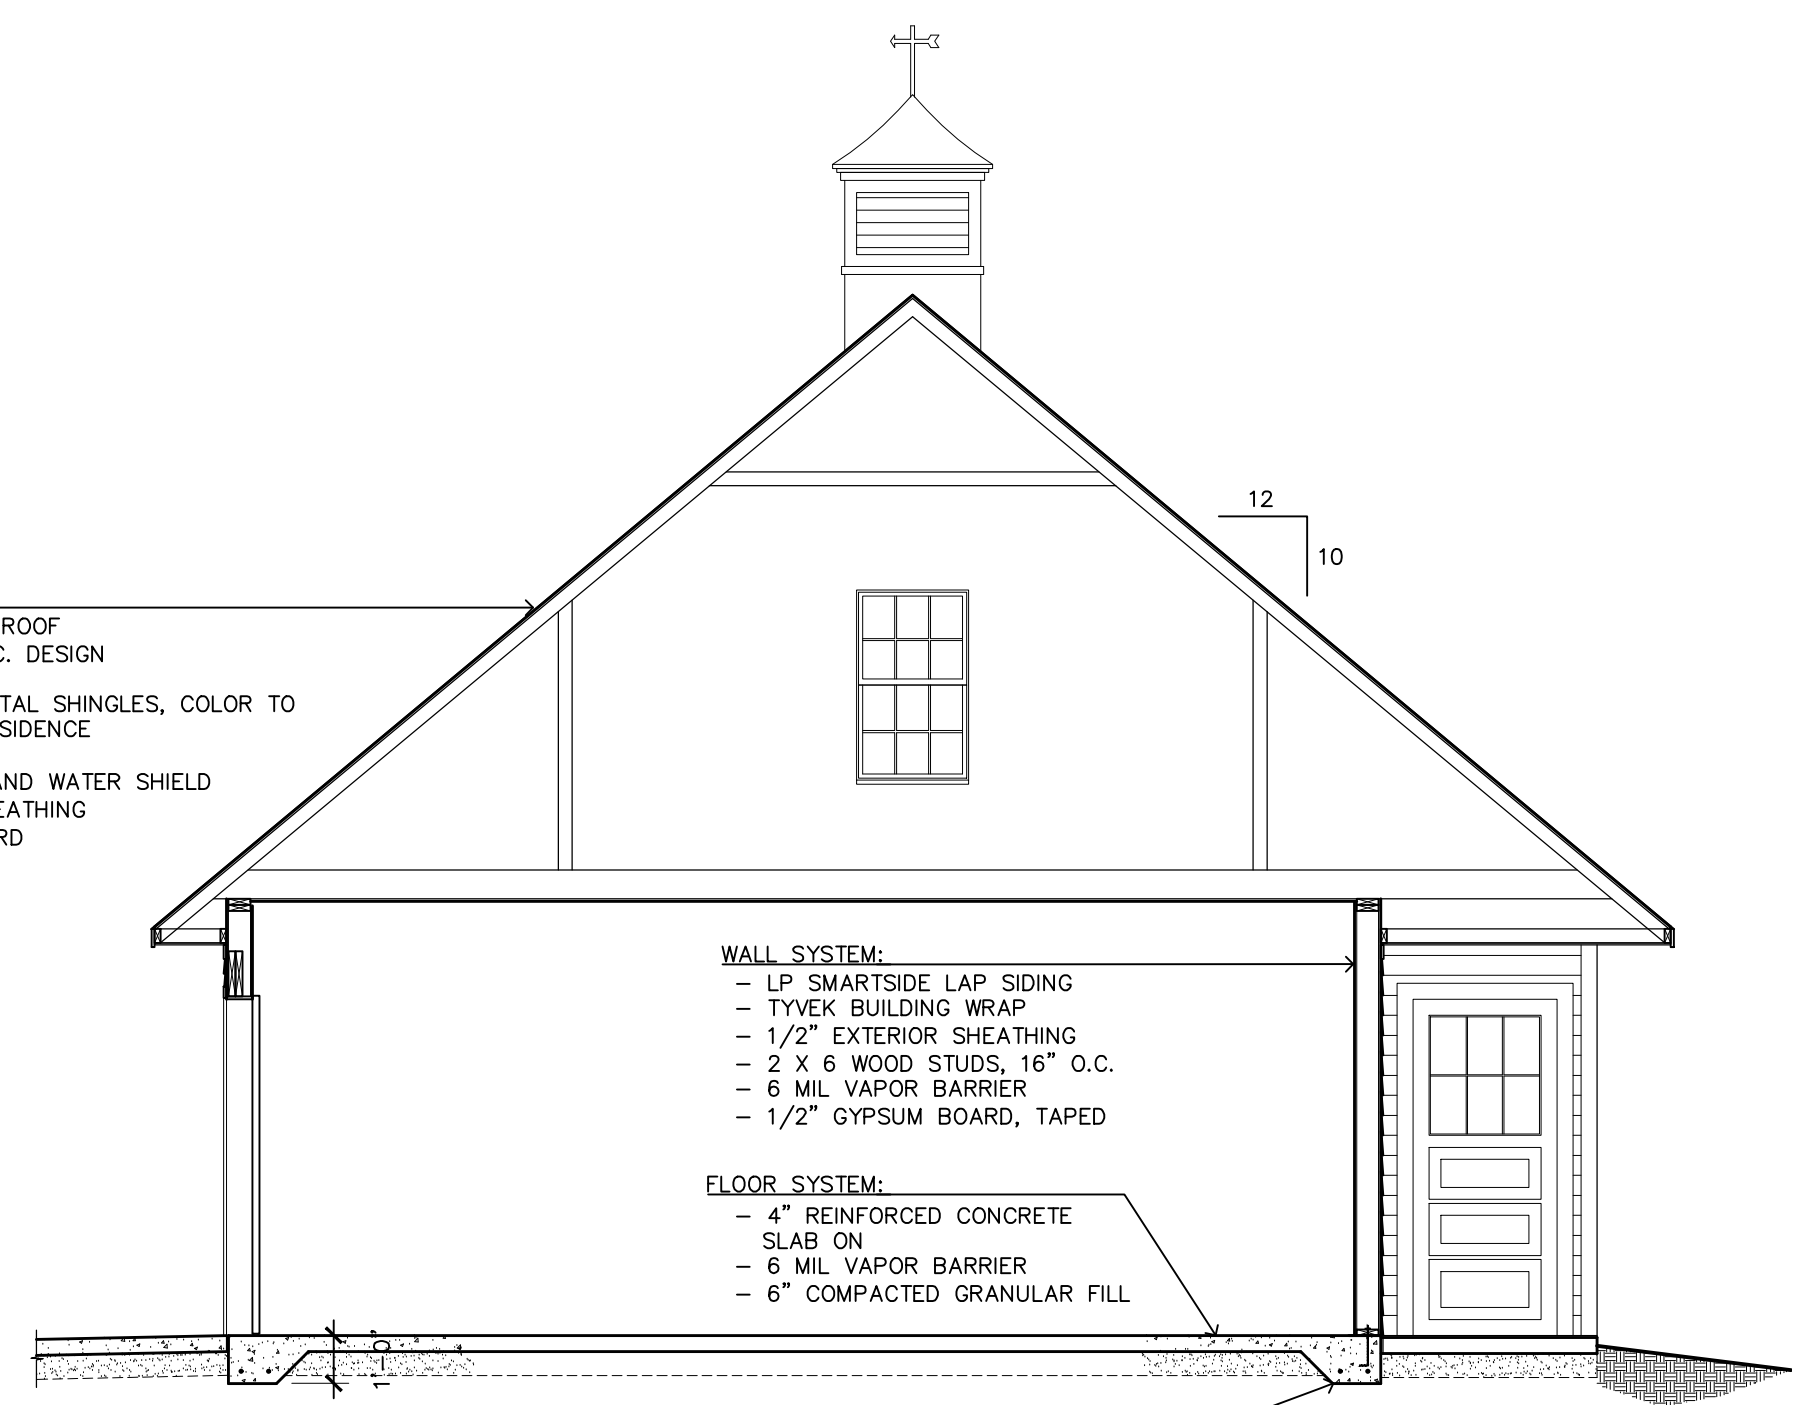 12
10
ROOF
C. DESIGN
TAL SHINGLES, COLOR TO
SIDENCE
AND WATER SHIELD
EATHING
RD
WALL SYSTEM:
– LP SMARTSIDE LAP SIDING
– TYVEK BUILDING WRAP
– 1/2” EXTERIOR SHEATHING
– 2 X 6 WOOD STUDS, 16” O.C.
– 6 MIL VAPOR BARRIER
– 1/2” GYPSUM BOARD, TAPED
FLOOR SYSTEM:
– 4” REINFORCED CONCRETE
SLAB ON
– 6 MIL VAPOR BARRIER
– 6” COMPACTED GRANULAR FILL
1’–0”